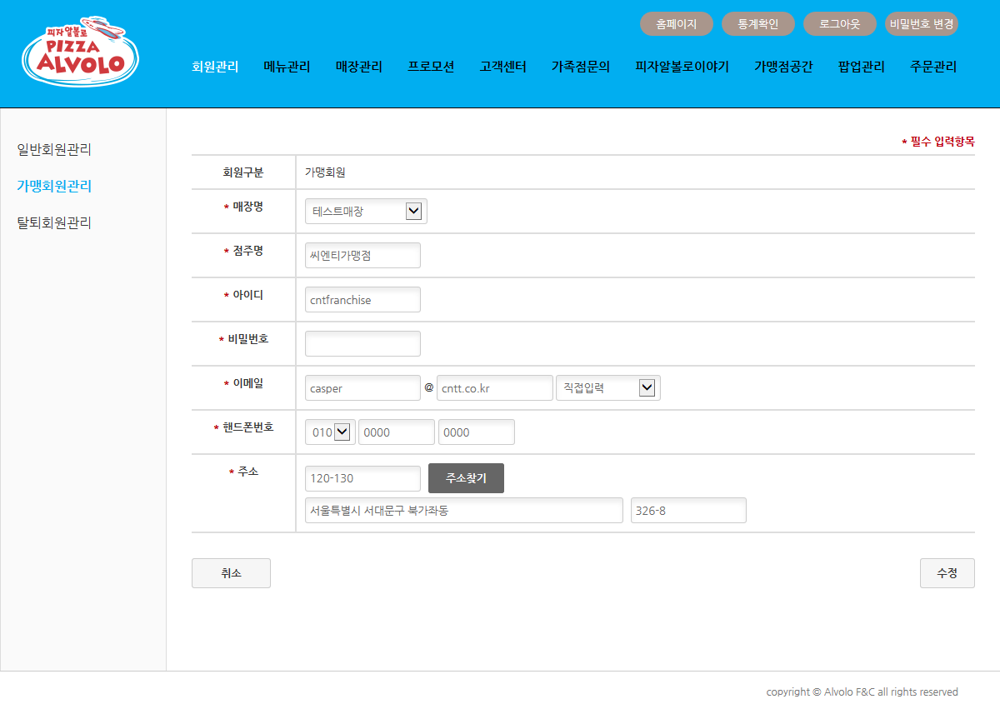 피자알볼로
PIZZA
ALVOLO
홈페이지 통계확인 로그아웃 비밀번호 변경
회원관리 메뉴관리 매장관리 프로모션 고객센터 가족점문의 피자알볼로이야기 가맹점공간 팝업관리 주문관리
일반회원관리
가맹회원관리
탈퇴회원관리
* 필수 입력항목
회원구분 가맹회원
* 매장명 테스트매장
* 점주명 씨엔티가맹점
* 아이디 cntfranchise
* 비밀번호
* 이메일 casper @ cntt.co.kr 직접입력
* 핸드폰번호 010 0000 0000
* 주소 120-130 주소찾기
서울특별시 서대문구 북가좌동 326-8
취소 수정
copyright © Alvolo F&C all rights reserved